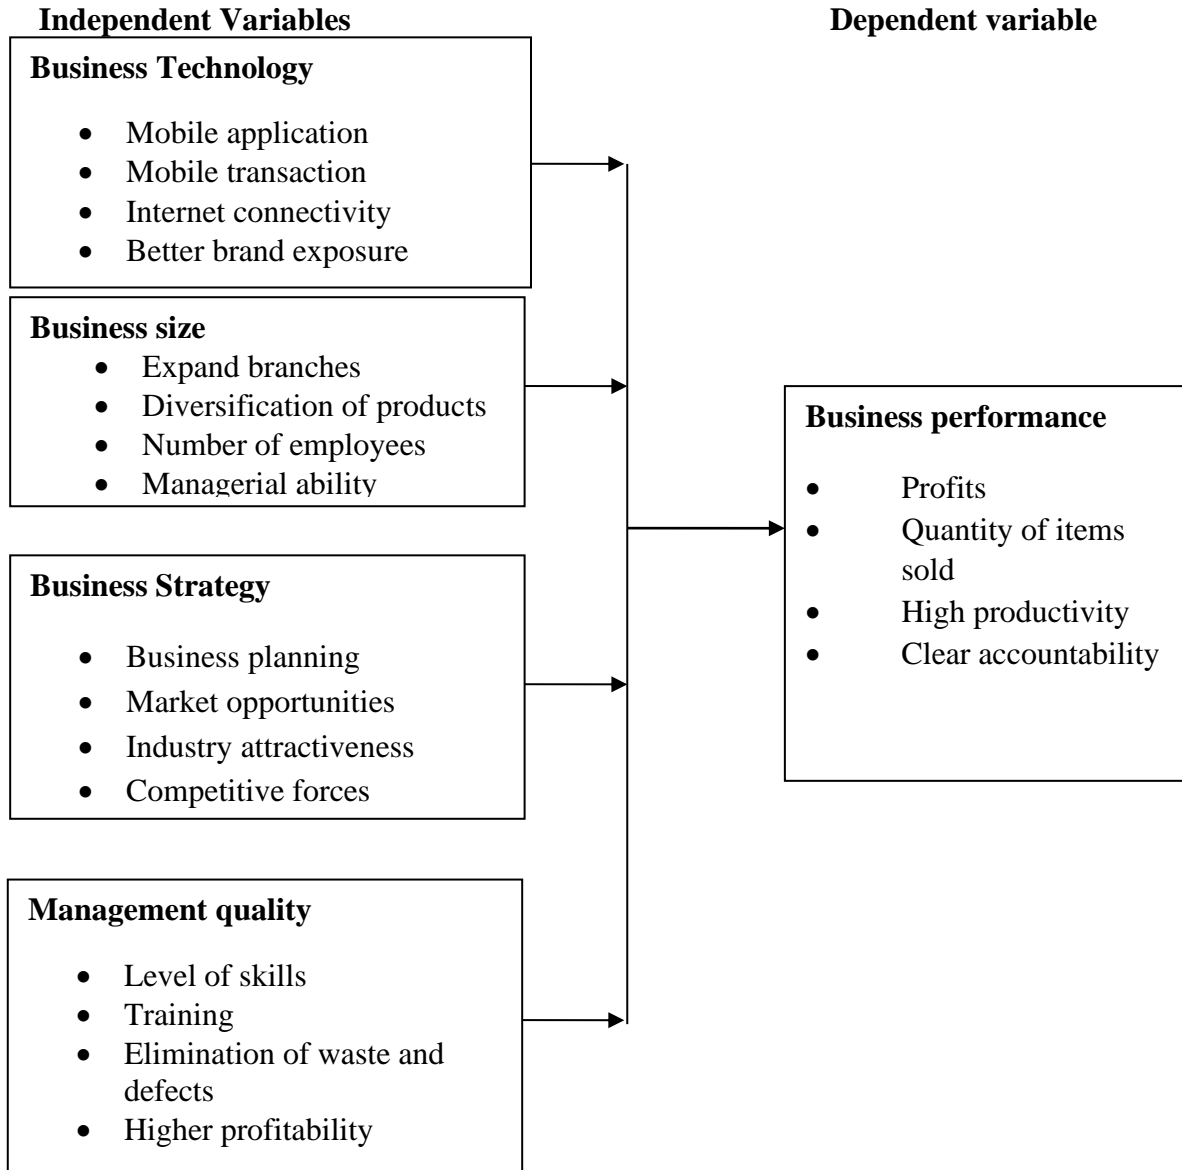 Independent Variables
Dependent variable
Business Technology
• Mobile application
• Mobile transaction
• Internet connectivity
• Better brand exposure
Business size
• Expand branches
• Diversification of products
• Number of employees
• Managerial ability
Business Strategy
• Business planning
• Market opportunities
• Industry attractiveness
• Competitive forces
Management quality
• Level of skills
• Training
• Elimination of waste and
defects
• Higher profitability
Business performance
• Profits
• Quantity of items
sold
• High productivity
• Clear accountability